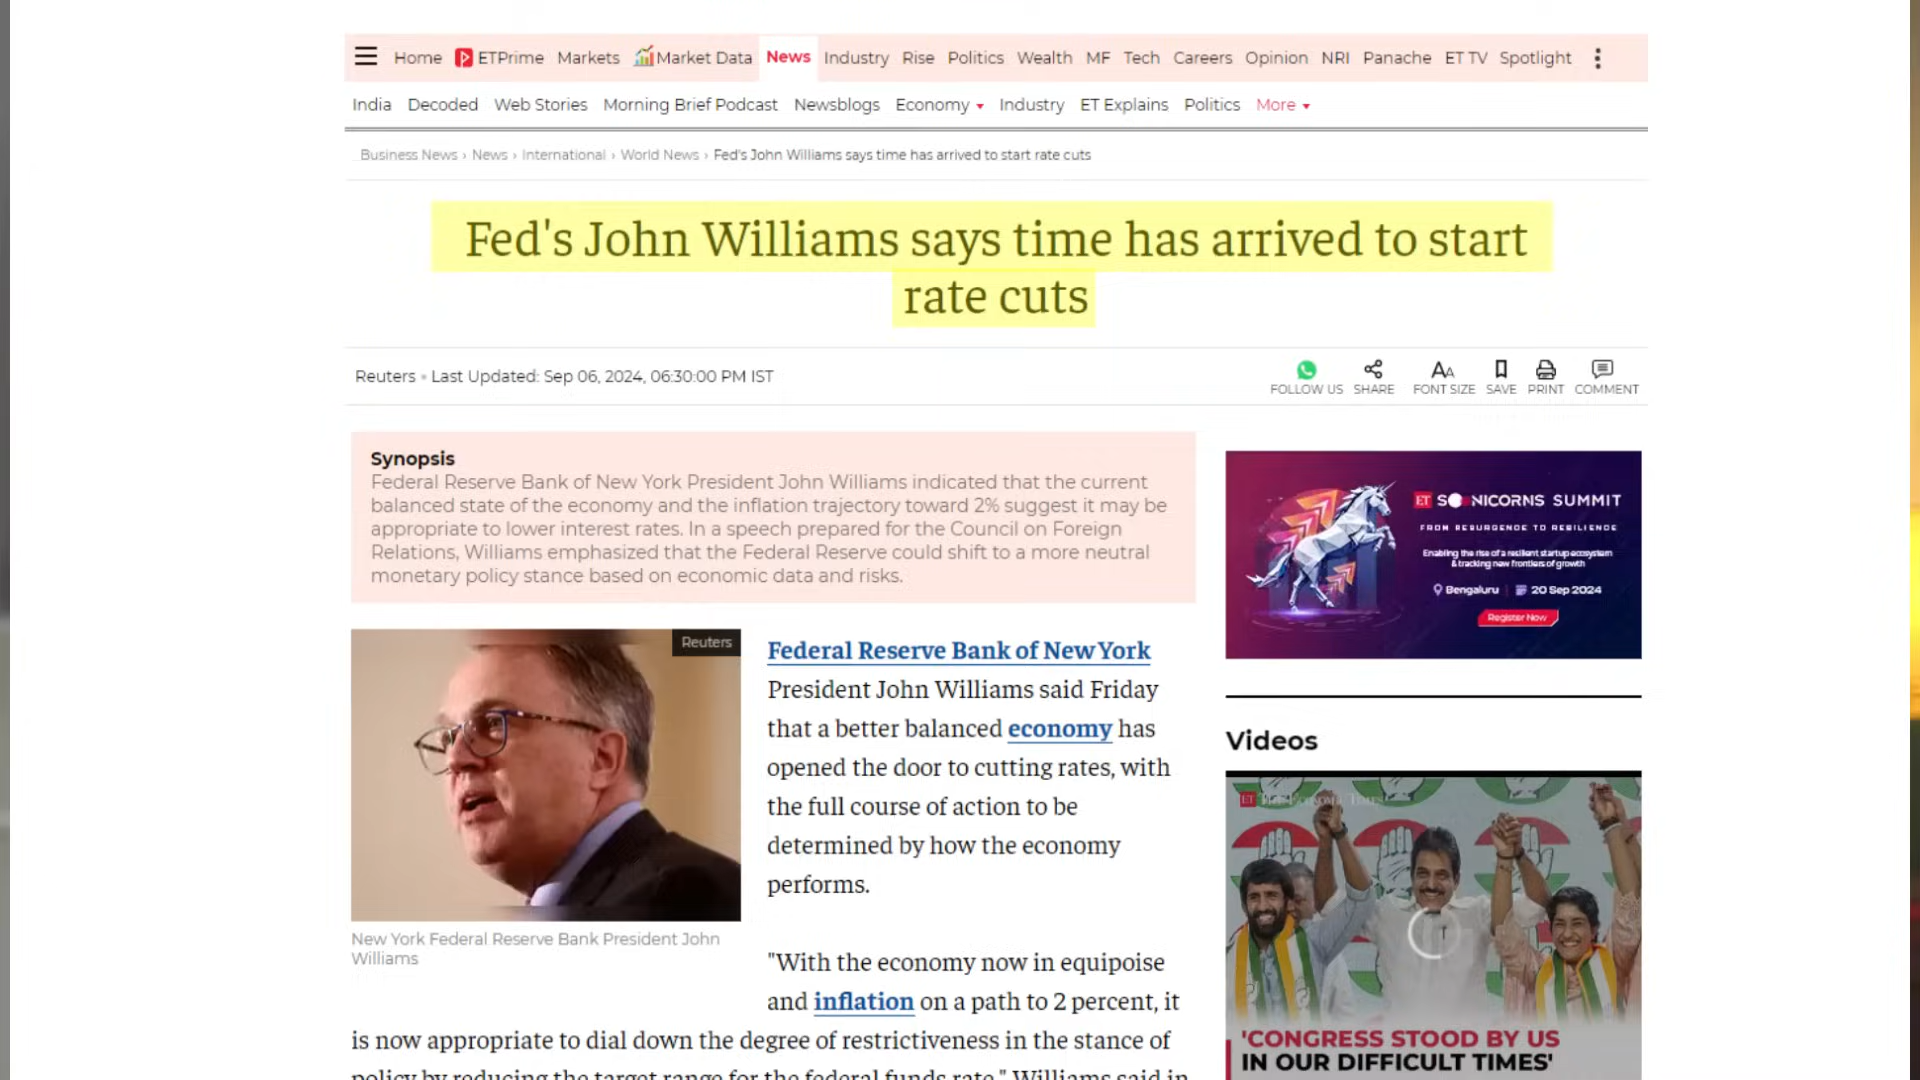 Home ETPrime Markets Market Data News Industry Rise Politics Wealth MF Tech Careers Opinion NRI Panache ET TV Spotlight
India Decoded Web Stories Morning Brief Podcast Newsblogs Economy Industry ET Explains Politics More
Business News › News › International › World News › Fed's John Williams says time has arrived to start rate cuts
Fed's John Williams says time has arrived to start
rate cuts
Reuters • Last Updated: Sep 06, 2024, 06:30:00 PM IST
FOLLOW US SHARE FONT SIZE SAVE PRINT COMMENT
Synopsis
Federal Reserve Bank of New York President John Williams indicated that the current
balanced state of the economy and the inflation trajectory toward 2% suggest it may be
appropriate to lower interest rates. In a speech prepared for the Council on Foreign
Relations, Williams emphasized that the Federal Reserve could shift to a more neutral
monetary policy stance based on economic data and risks.
Reuters
New York Federal Reserve Bank President John
Williams
Federal Reserve Bank of New York
President John Williams said Friday
that a better balanced economy has
opened the door to cutting rates, with
the full course of action to be
determined by how the economy
performs.
"With the economy now in equipoise
and inflation on a path to 2 percent, it
is now appropriate to dial down the degree of restrictiveness in the stance of
policy by reducing the target range for the federal funds rate," Williams said in
ET SOONICORNS SUMMIT
FROM RESURGENCE TO RESILIENCE
Enabling the rise of a resilient startup ecosystem
& tracking new frontiers of growth
Bengaluru | 20 Sep 2024
Register Now
Videos
ET The Economic Times
'CONGRESS STOOD BY US
IN OUR DIFFICULT TIMES'